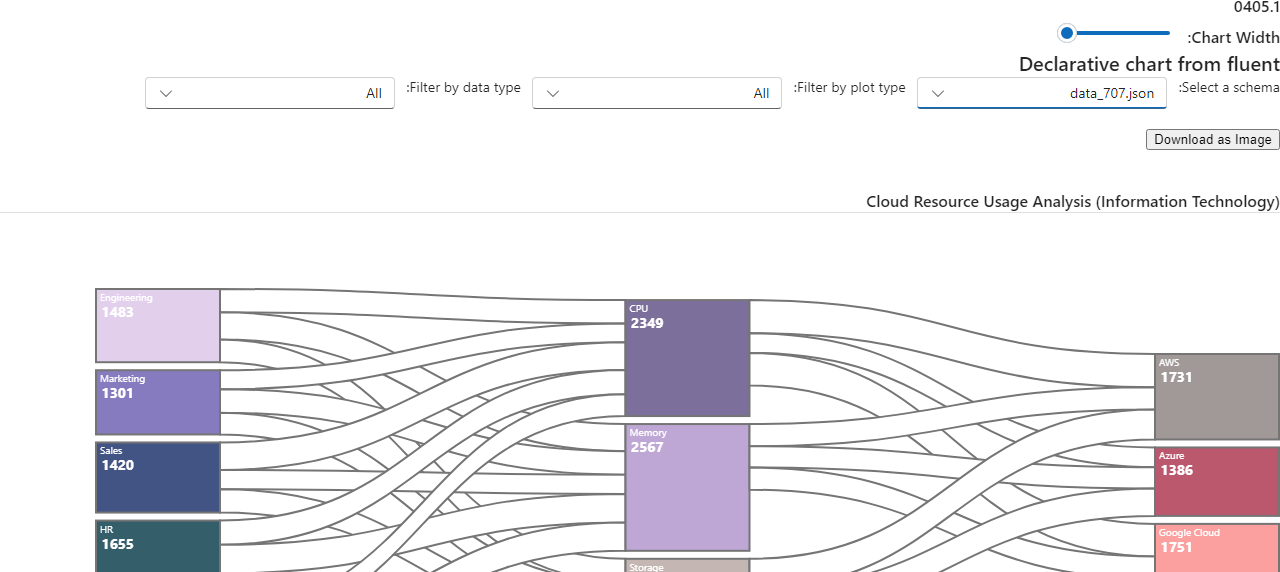 0405.1
:Chart Width
Declarative chart from fluent
:Select a schema
data_707.json
:Filter by plot type
All
:Filter by data type
All
Download as Image
Cloud Resource Usage Analysis (Information Technology)
Engineering
1483
Marketing
1301
Sales
1420
HR
1655
CPU
2349
Memory
2567
Storage
AWS
1731
Azure
1386
Google Cloud
1751